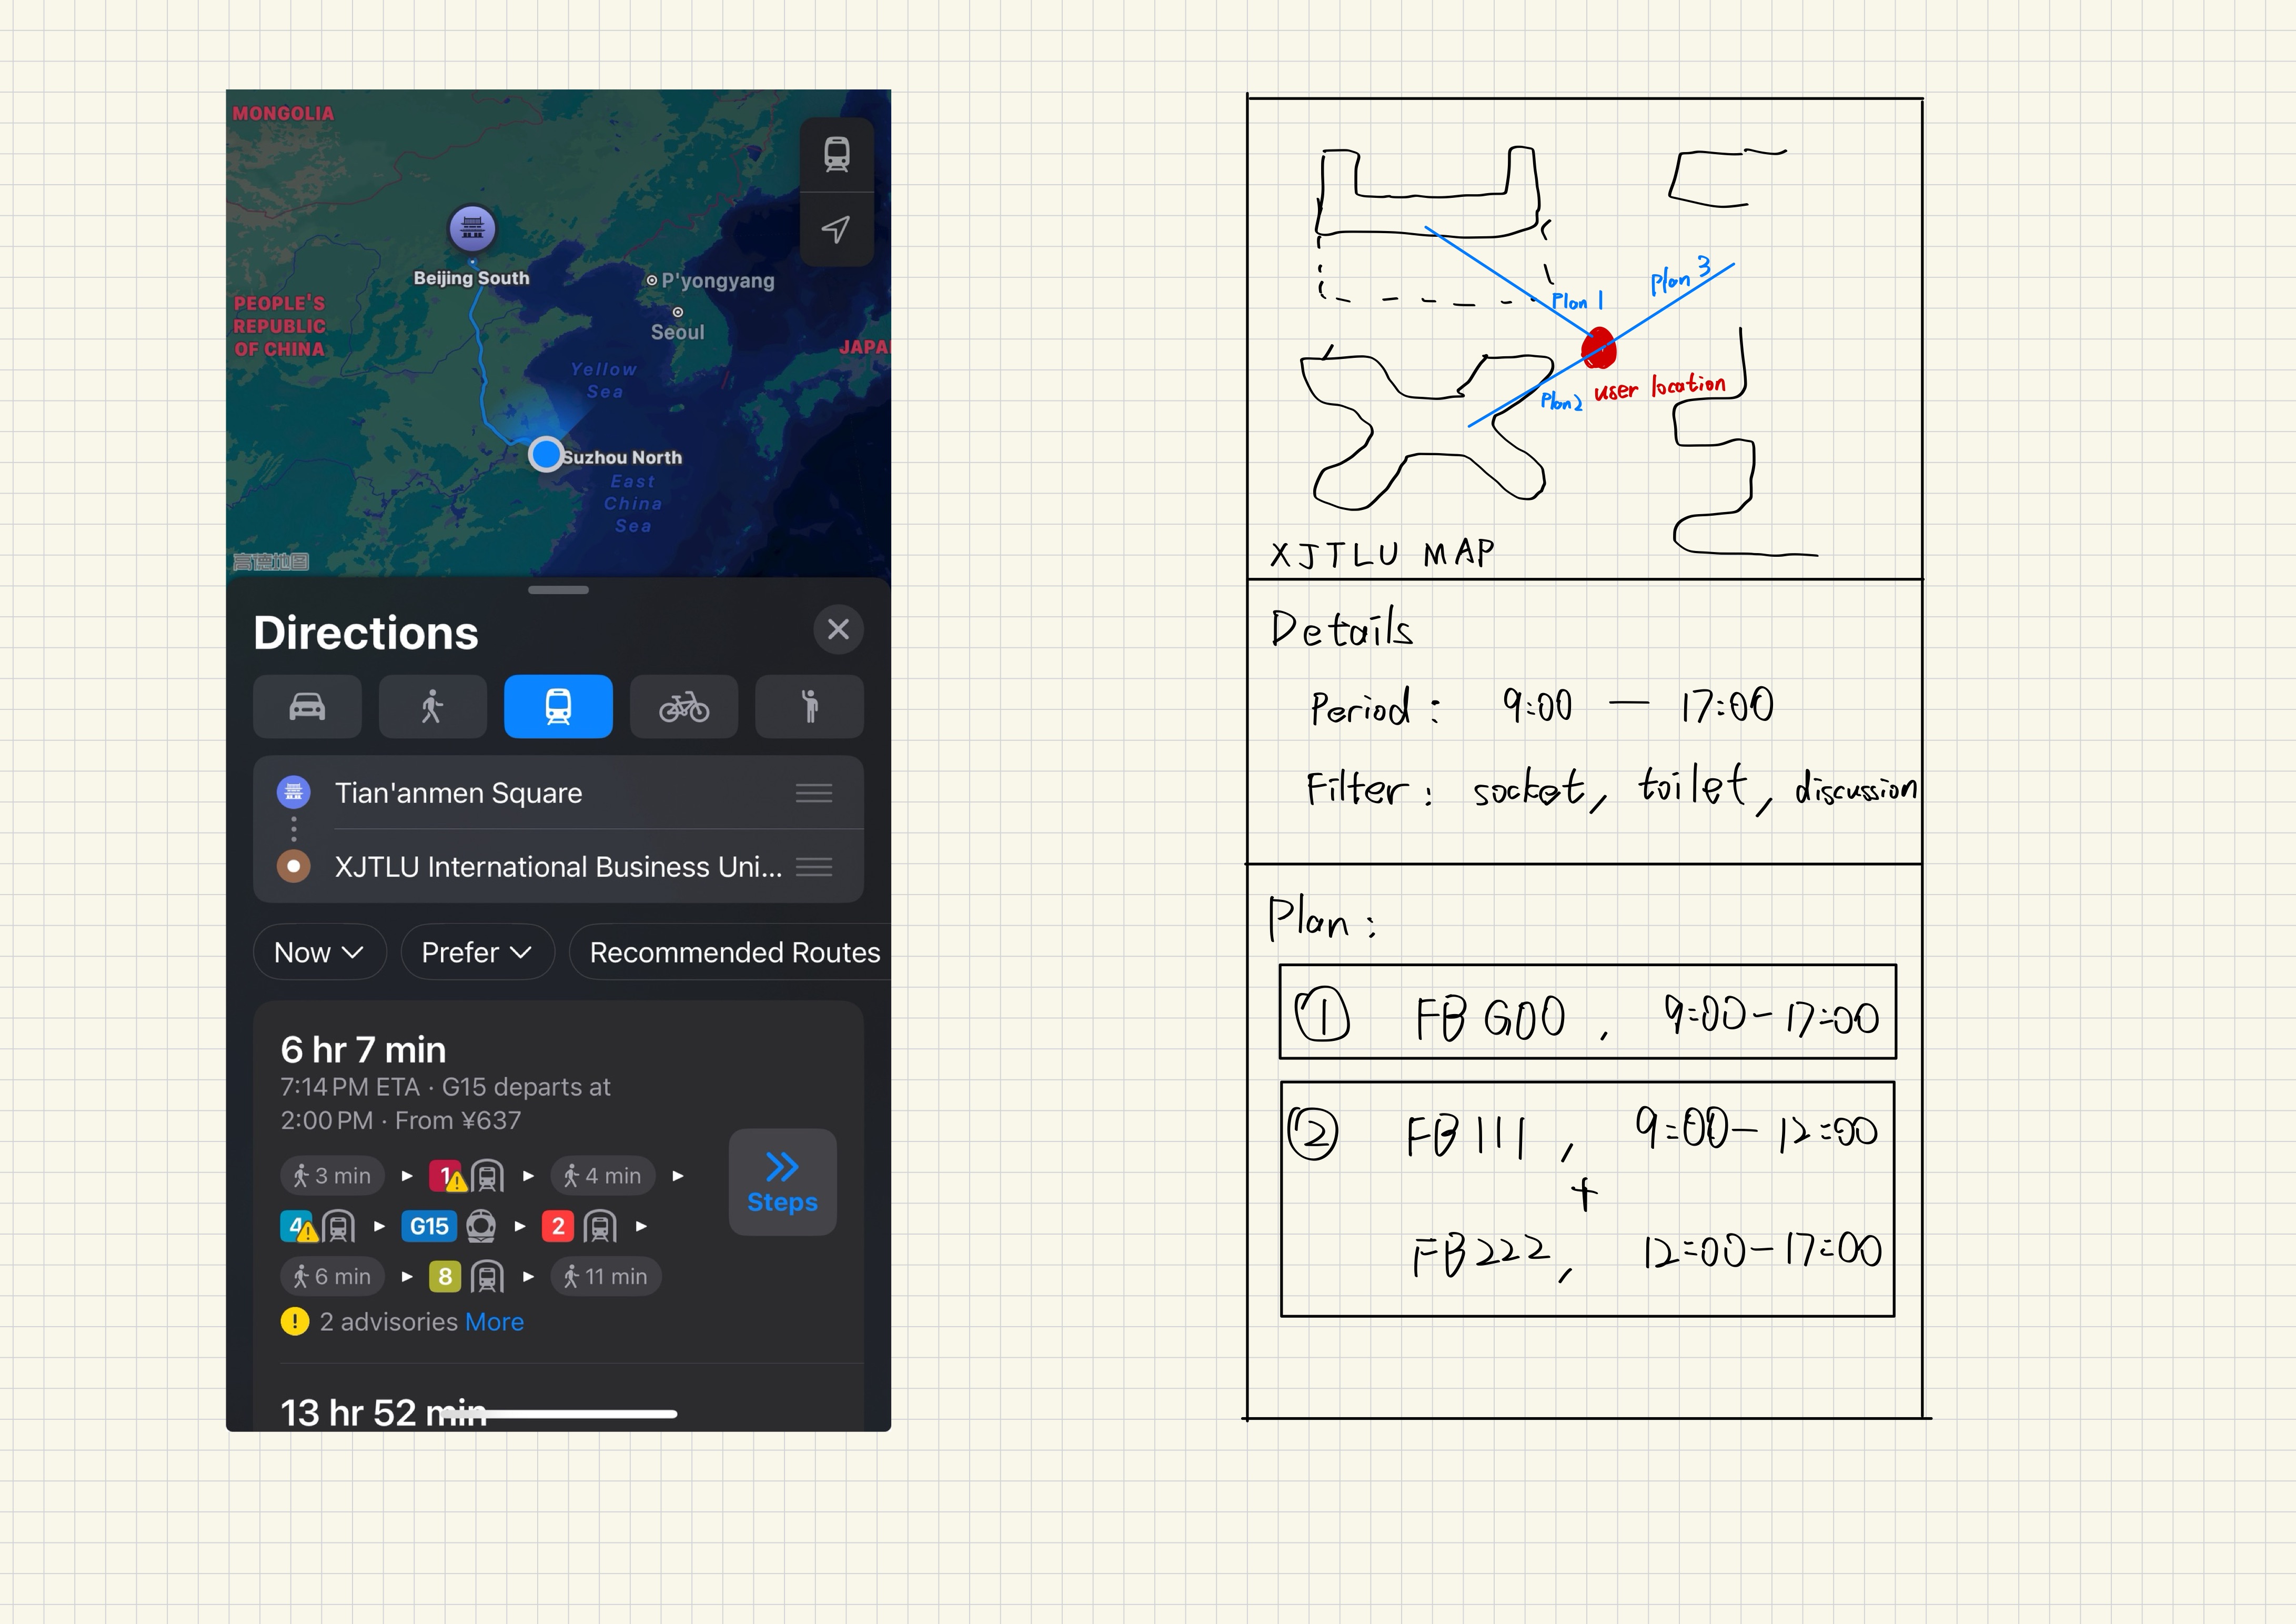 MONGOLIA
Beijing South
P'yongyang
PEOPLE'S
REPUBLIC
OF CHINA
Seoul
JAPA
Yellow
Sea
Suzhou North
East
China
Sea
高德地图
Directions
Tian'anmen Square
XJTLU International Business Uni...
Now
Prefer
Recommended Routes
6 hr 7 min
7:14 PM ETA · G15 departs at
2:00 PM · From ¥637
3 min
1
4 min
4
G15
2
6 min
8
11 min
Steps
2 advisories More
13 hr 52 min
Plan 1
Plan 3
Plan2
user location
XJTLU MAP
Details
Period : 9:00 — 17:00
Filter : socket, toilet, discussion
Plan :
① FB G00 , 9:00 - 17:00
② FB 111 , 9:00 - 12:00
+
FB222, 12:00 - 17:00